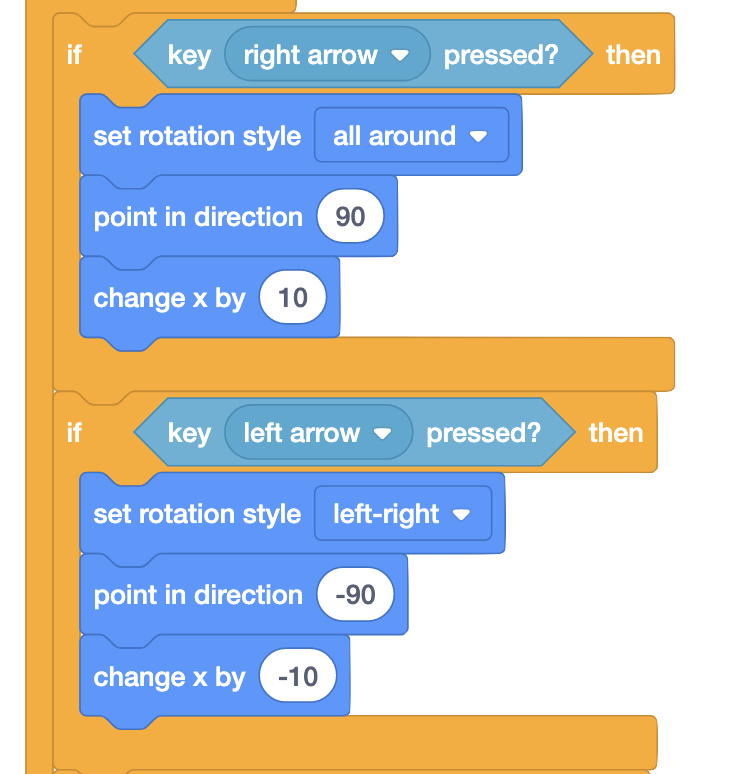 if key right arrow pressed? then
set rotation style all around
point in direction 90
change x by 10
if key left arrow pressed? then
set rotation style left-right
point in direction -90
change x by -10